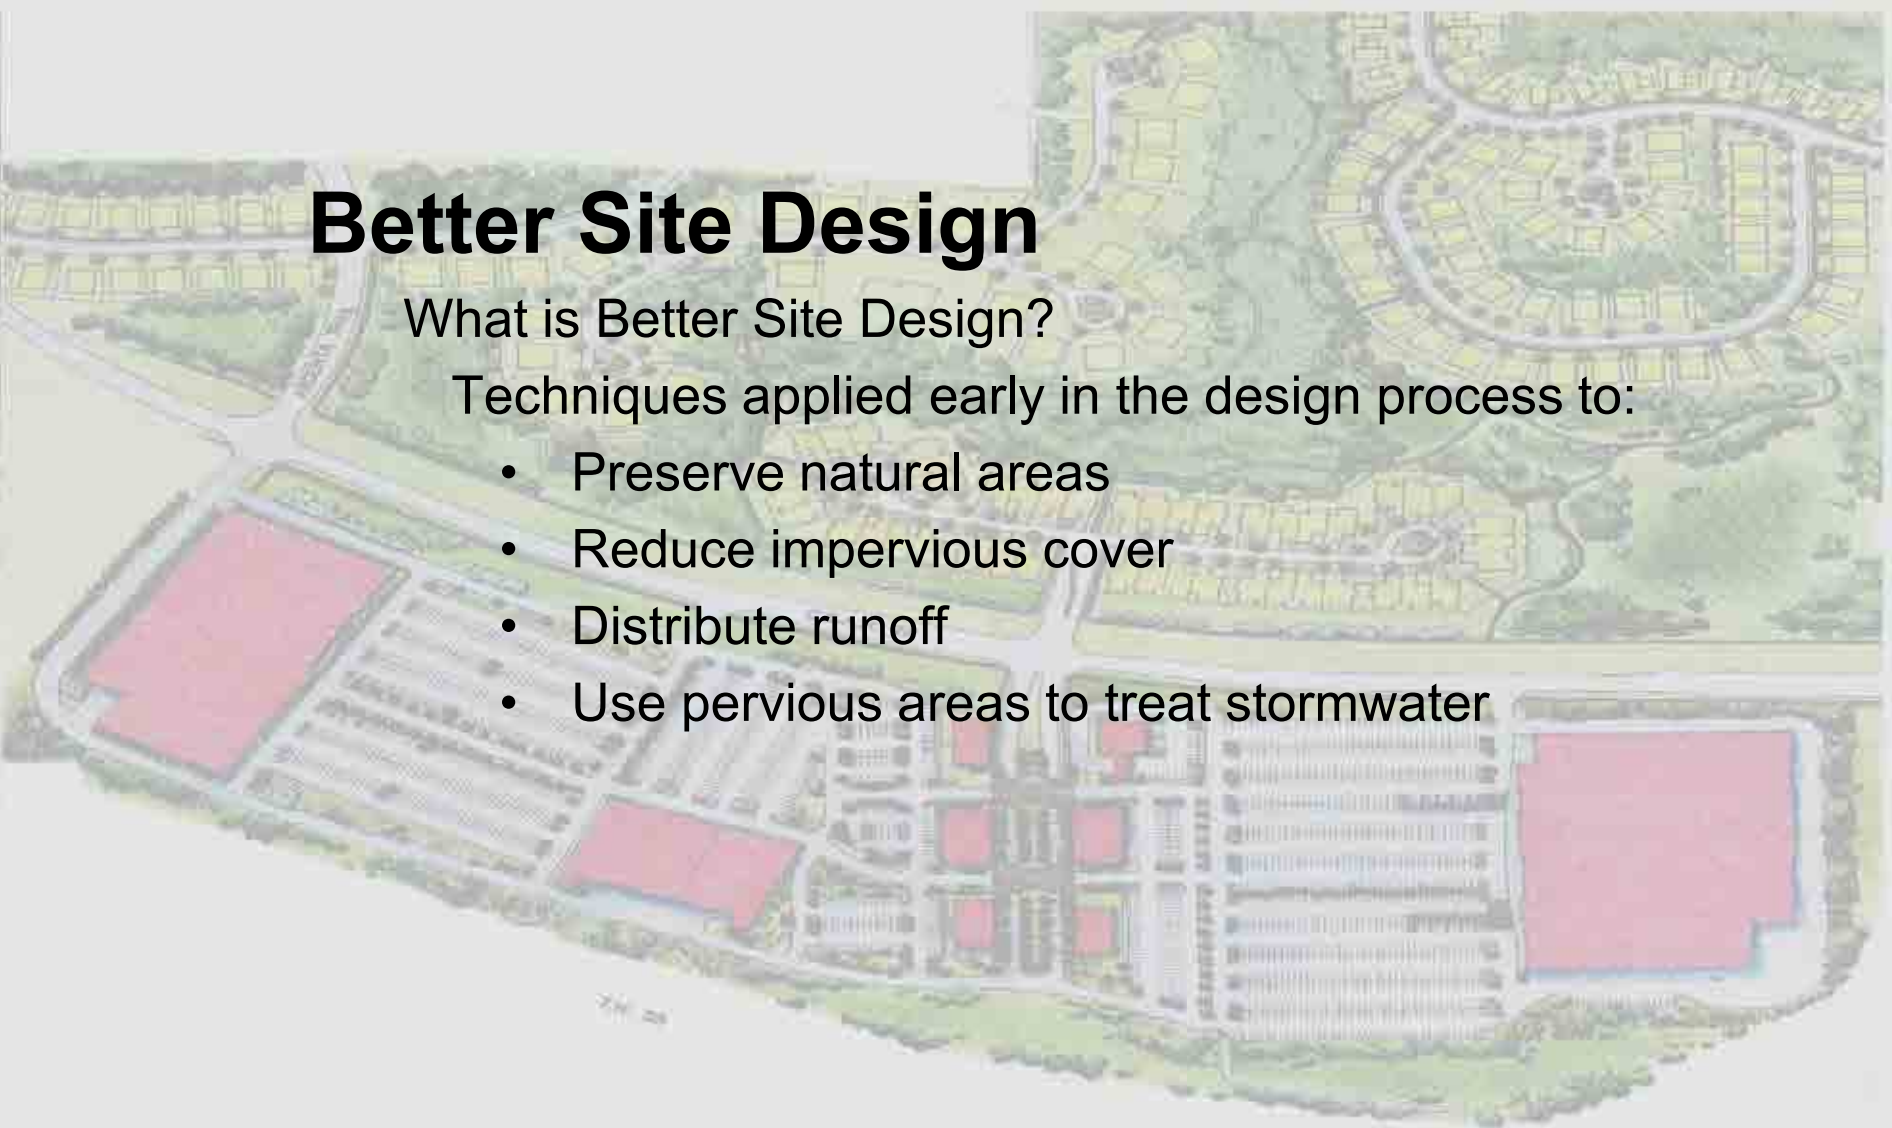 Better Site Design
What is Better Site Design?
Techniques applied early in the design process to:
• Preserve natural areas
• Reduce impervious cover
• Distribute runoff
• Use pervious areas to treat stormwater